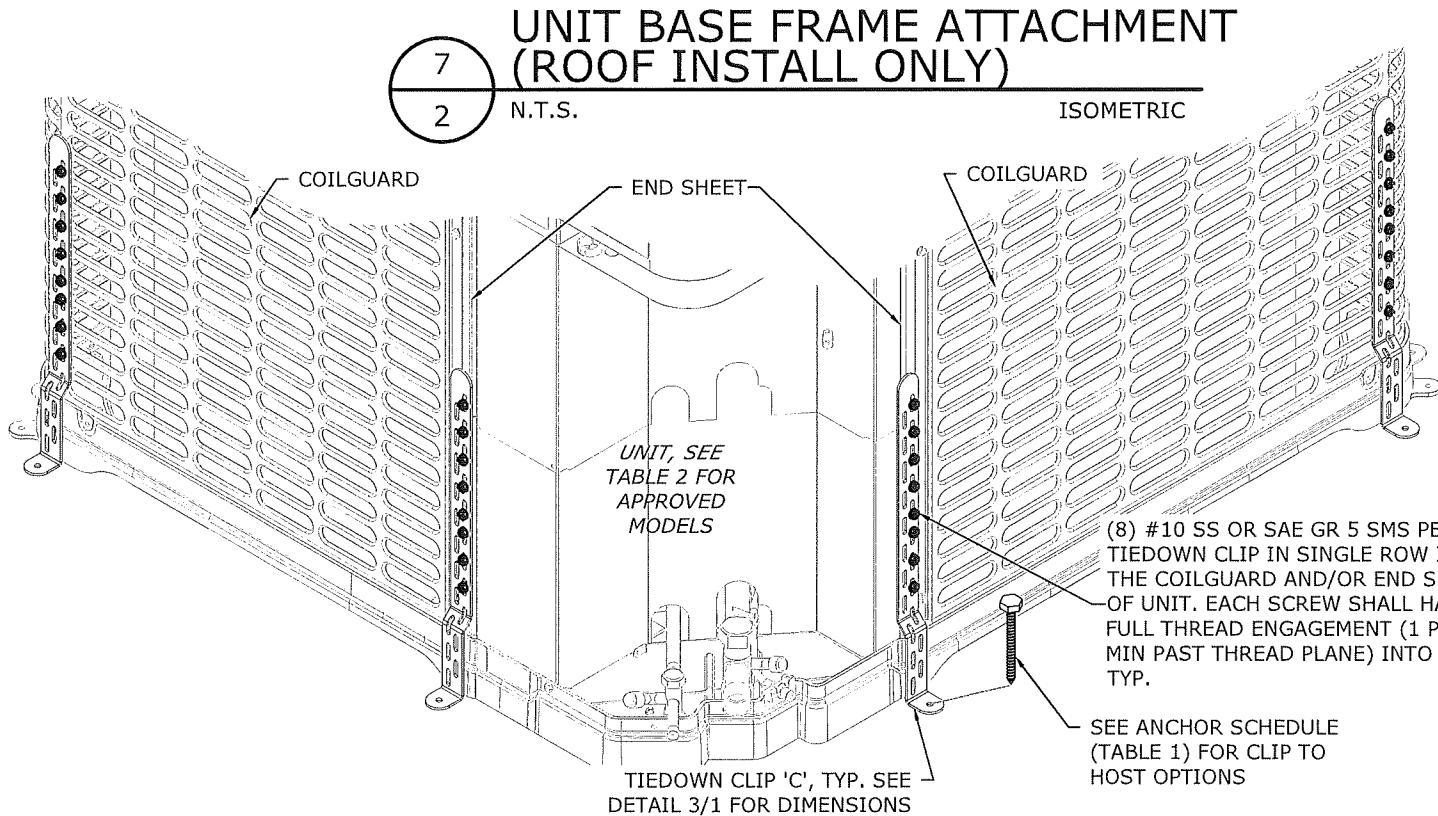 UNIT BASE FRAME ATTACHMENT
(ROOF INSTALL ONLY)
7
2
N.T.S.
ISOMETRIC
COILGUARD
END SHEET
COILGUARD
UNIT, SEE
TABLE 2 FOR
APPROVED
MODELS
(8) #10 SS OR SAE GR 5 SMS
TIEDOWN CLIP IN SINGLE ROW
THE COILGUARD AND/OR END
OF UNIT. EACH SCREW SHALL
FULL THREAD ENGAGEMENT (1
MIN PAST THREAD PLANE) INTO
TYP.
SEE ANCHOR SCHEDULE
(TABLE 1) FOR CLIP TO
HOST OPTIONS
TIEDOWN CLIP 'C', TYP. SEE
DETAIL 3/1 FOR DIMENSIONS